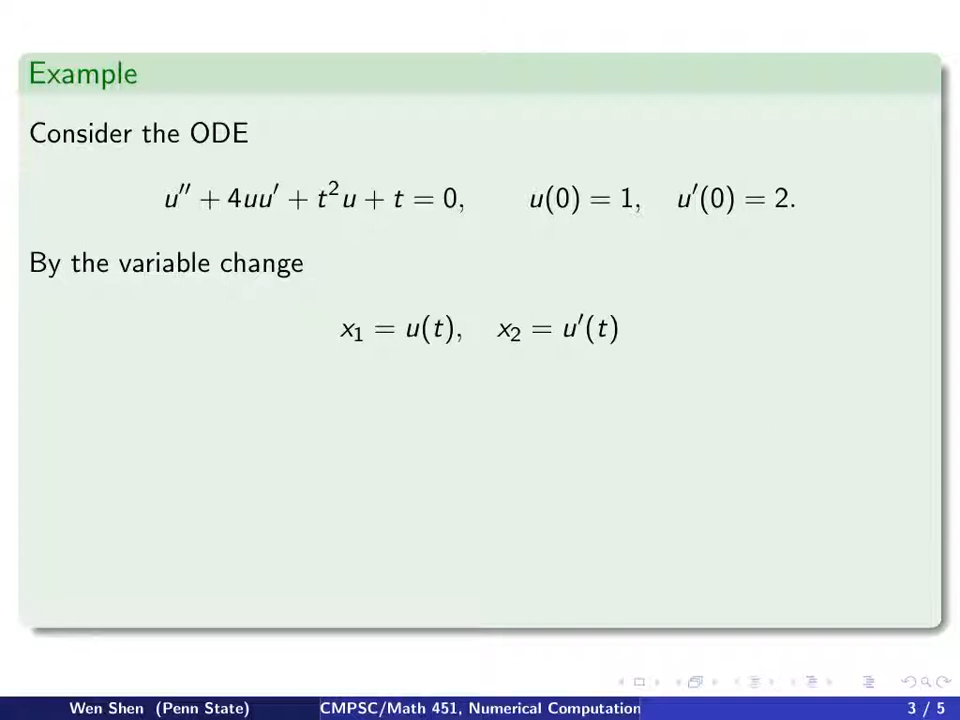 Example
Consider the ODE
u′′ + 4uu′ + t²u + t = 0, u(0) = 1, u′(0) = 2.
By the variable change
x₁ = u(t), x₂ = u′(t)
Wen Shen (Penn State) CMPSC/Math 451, Numerical Computation 3 / 5